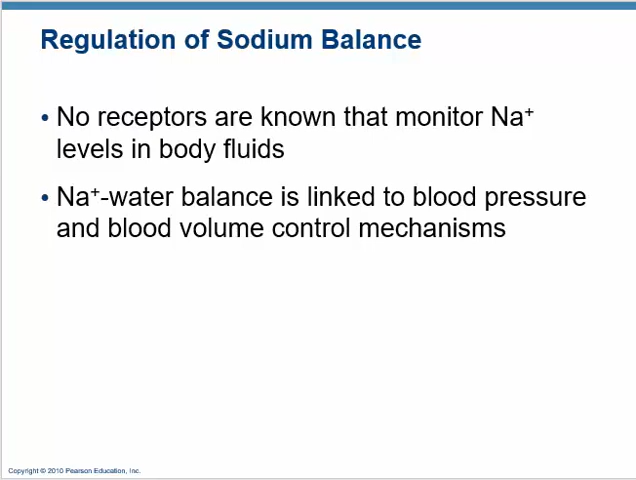 Regulation of Sodium Balance
• No receptors are known that monitor Na⁺
levels in body fluids
• Na⁺-water balance is linked to blood pressure
and blood volume control mechanisms
Copyright © 2010 Pearson Education, Inc.